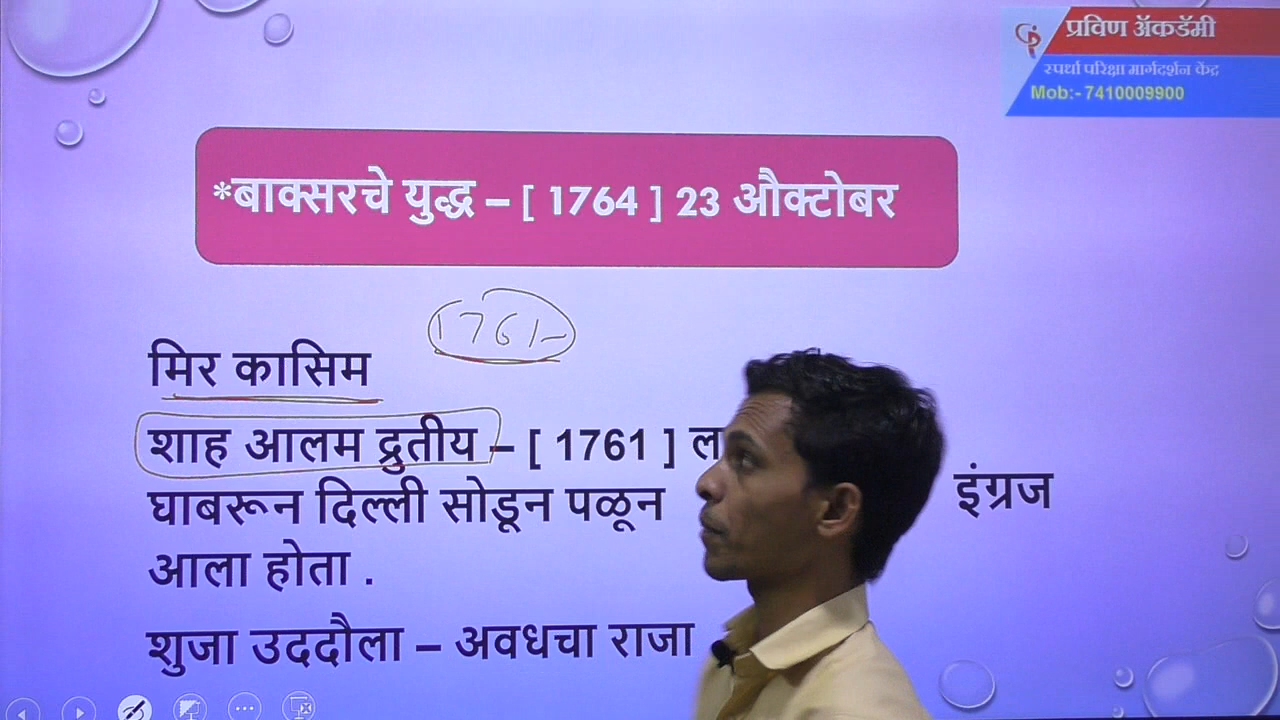 प्रविण ॲकडॅमी
स्पर्धा परिक्षा मार्गदर्शन केंद्र
Mob:- 7410009900
*बाक्सरचे युद्ध – [ 1764 ] 23 औक्टोबर
1761-
मिर कासिम
शाह आलम द्रुतीय – [ 1761 ]
घाबरून दिल्ली सोडून पळून
आला होता .
शुजा उददौला – अवधचा राजा
इंग्रज